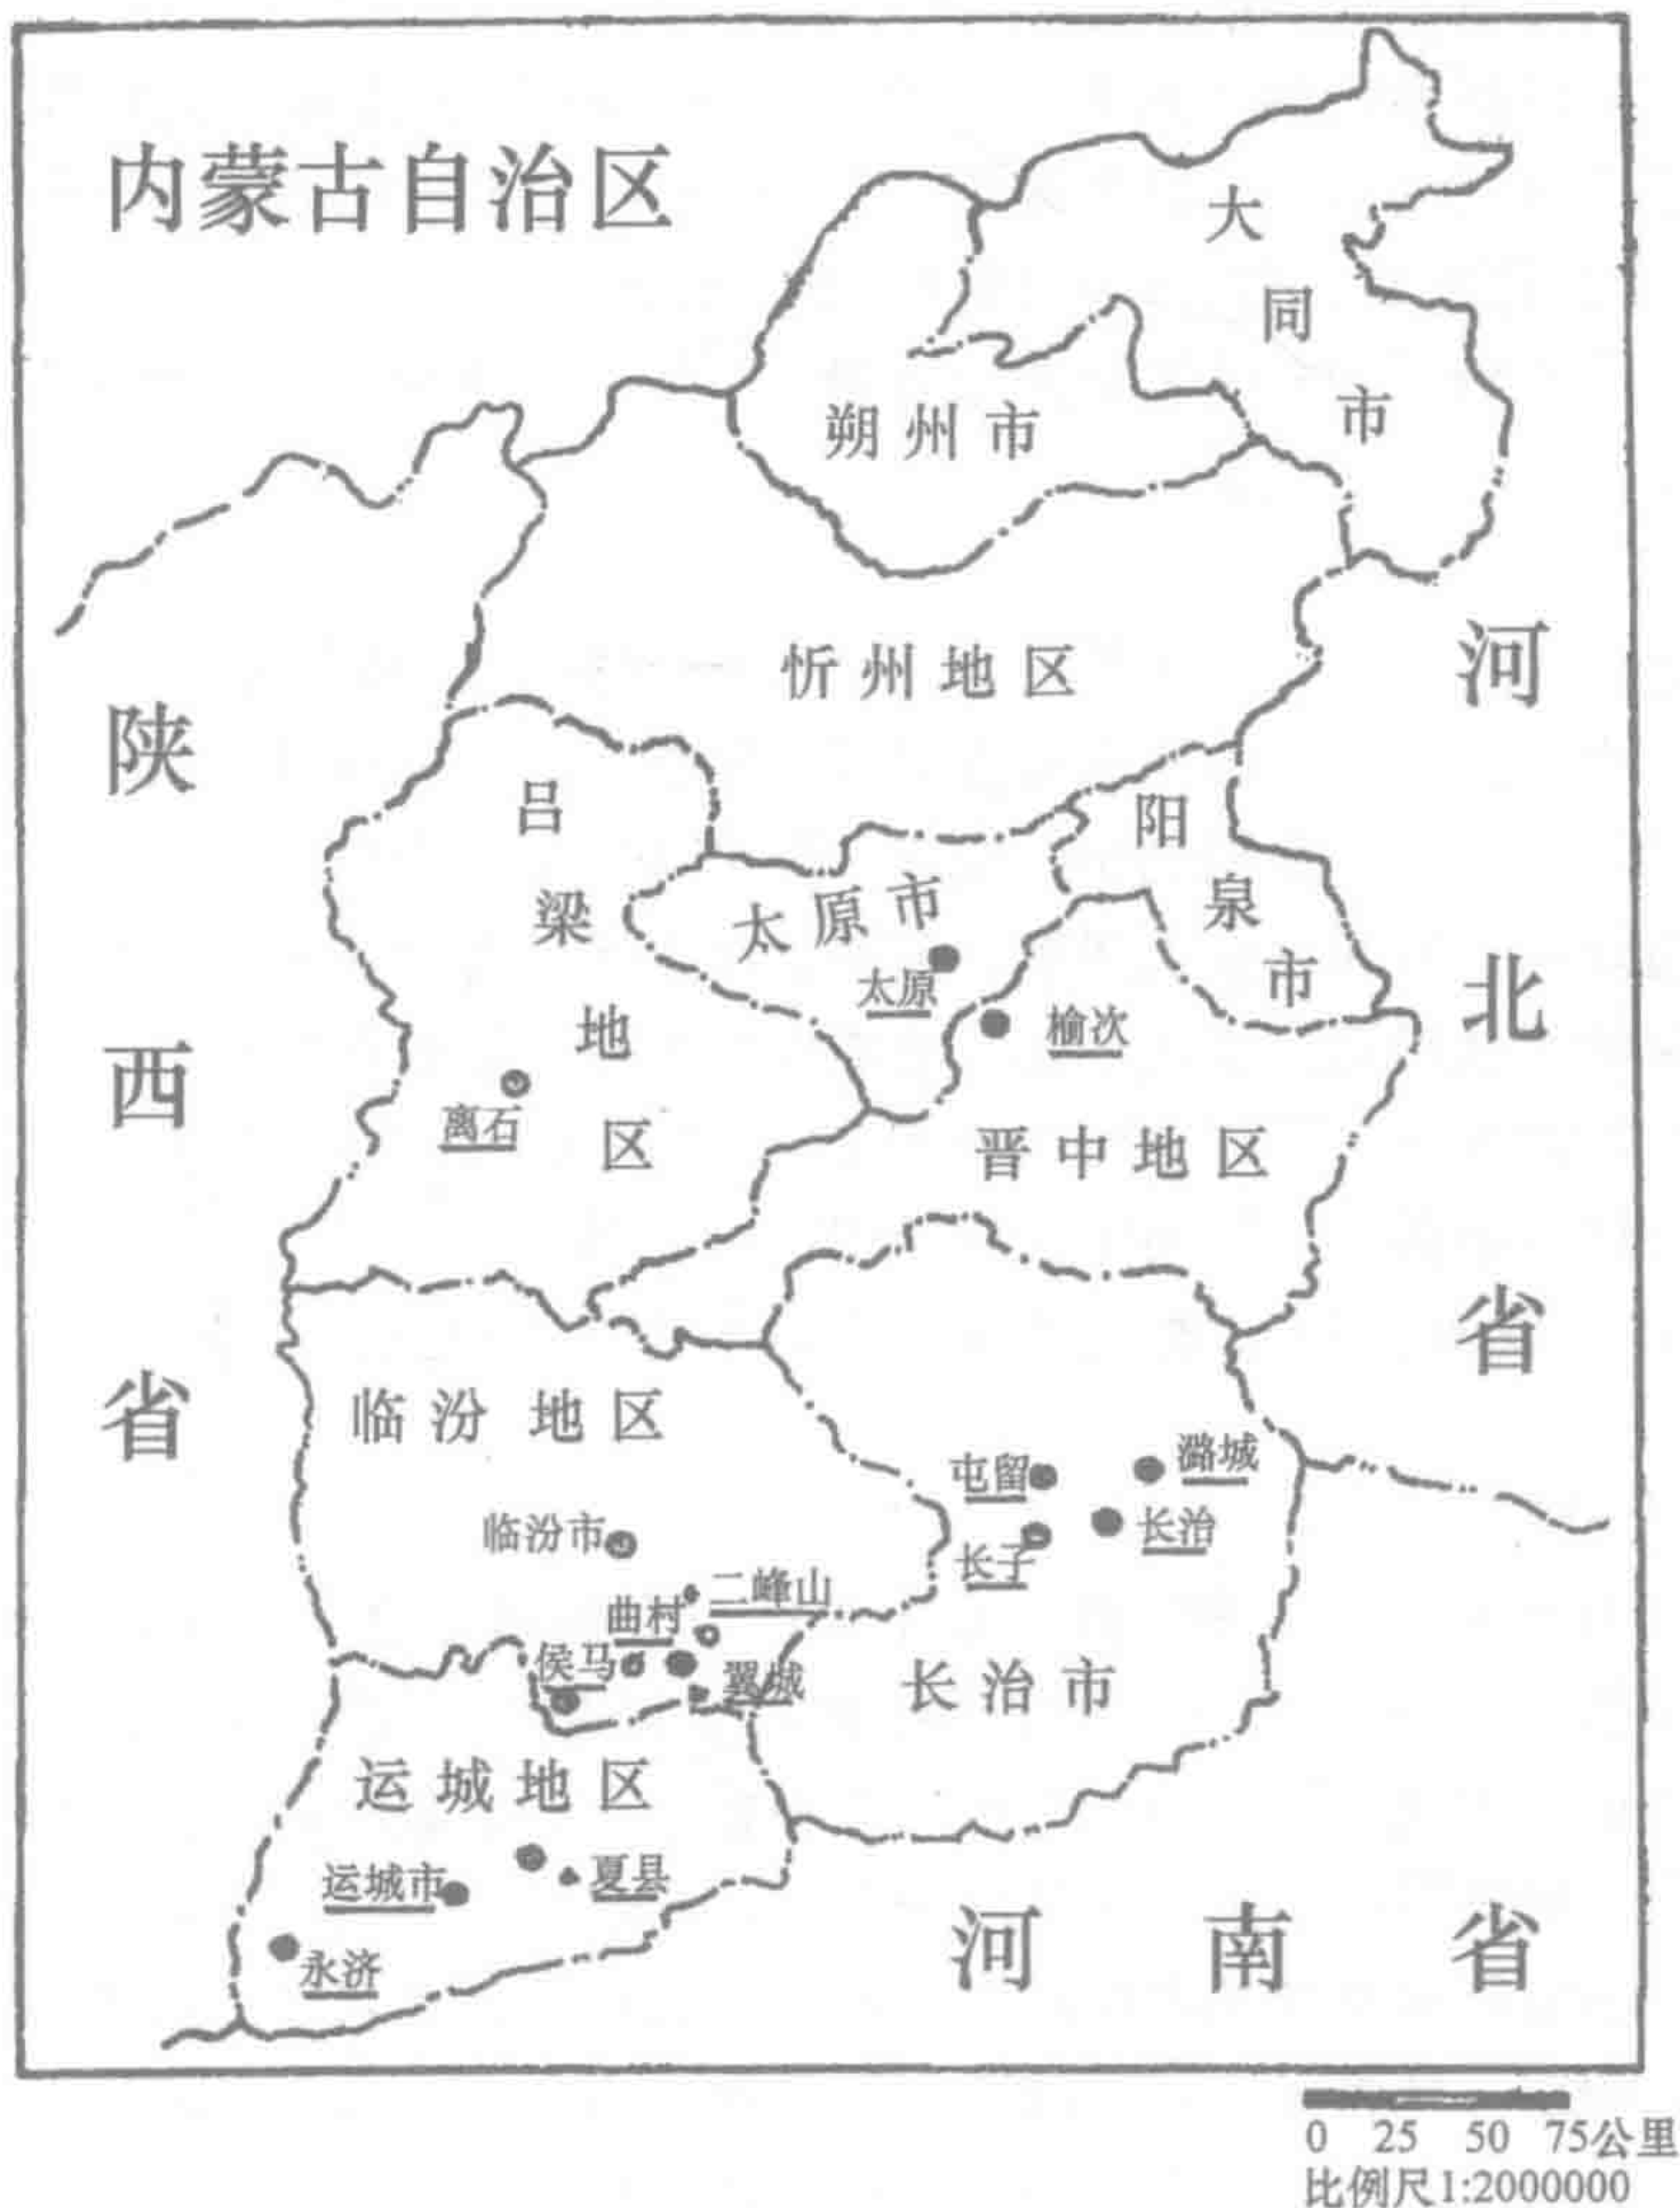 内蒙古自治区
大同市
朔州市
忻州地区
陕西省
河北省
吕梁地区
阳泉市
太原市
太原
榆次
离石
晋中地区
临汾地区
屯留
潞城
临汾市
长子
长治
二峰山
曲村
侯马
翼城
长治市
运城地区
运城市
夏县
永济
河南省
0 25 50 75公里
比例尺1:2000000